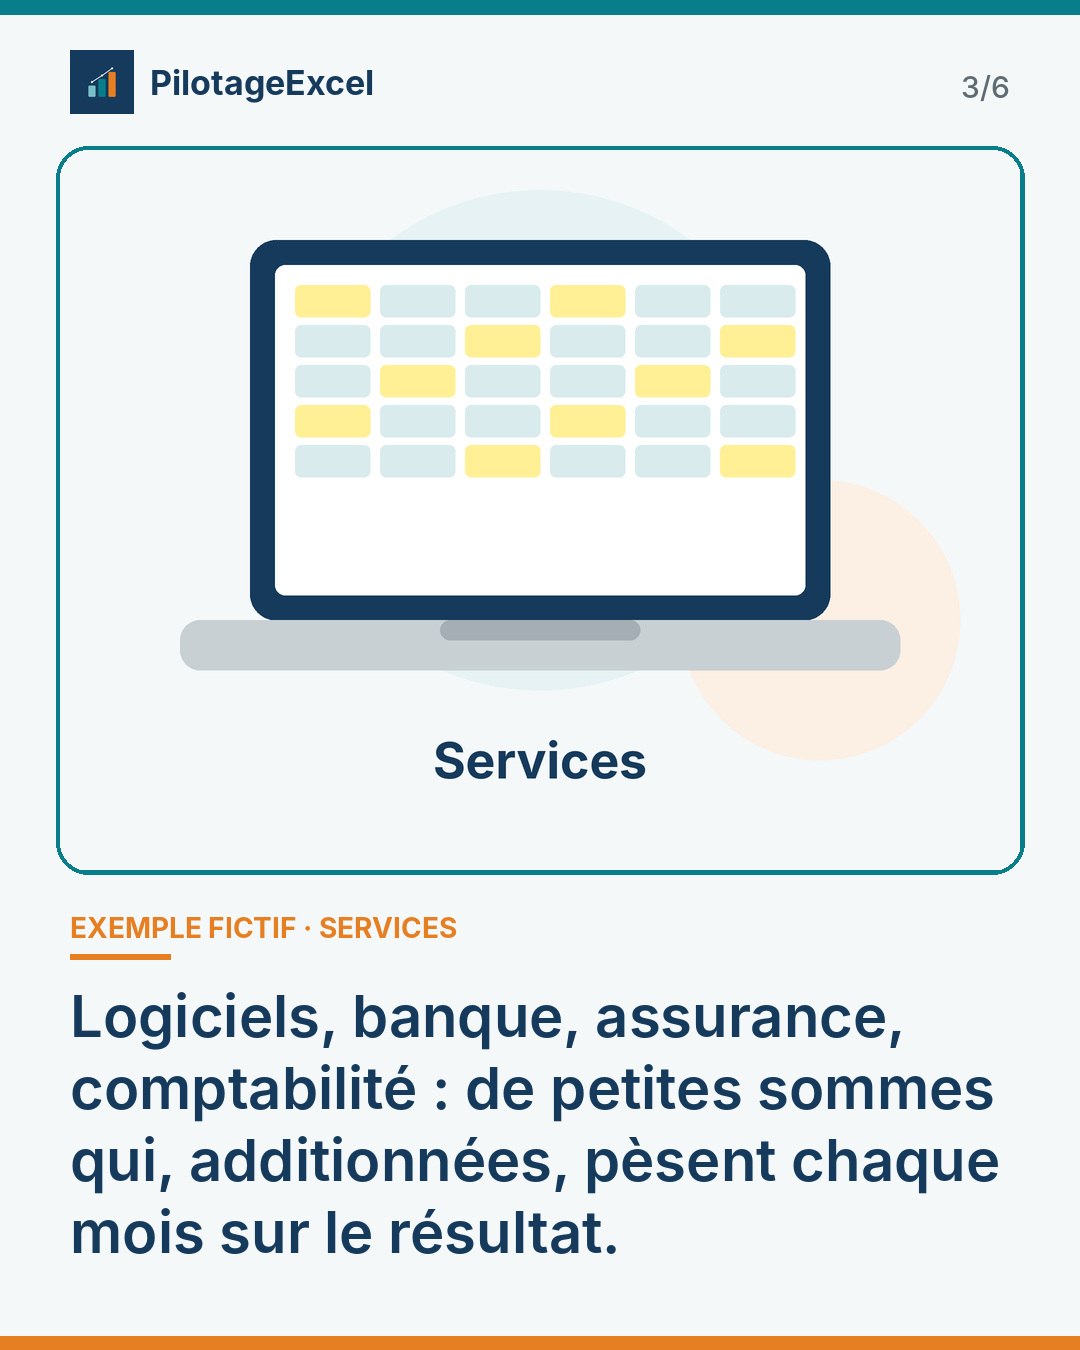 PilotageExcel
3/6
Services
EXEMPLE FICTIF · SERVICES
Logiciels, banque, assurance,
comptabilité : de petites sommes
qui, additionnées, pèsent chaque
mois sur le résultat.